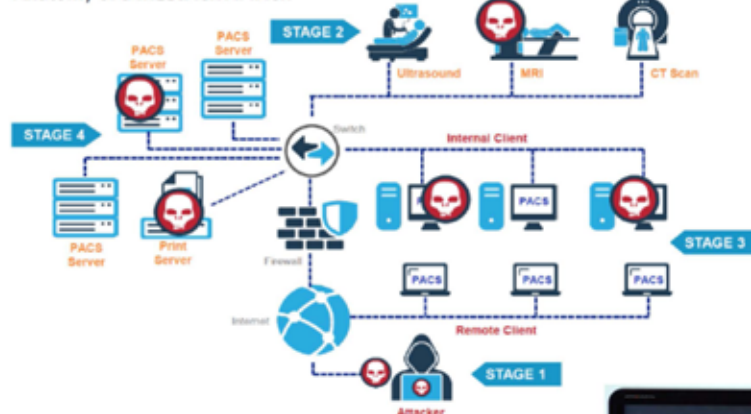 STAGE 2
PACS
Server
PACS
Server
Ultrasound
MRI
CT Scan
STAGE 4
Switch
Internal Client
PACS
PACS
Server
Print
Server
STAGE 3
Firewall
PACS
PACS
PACS
Internet
Remote Client
STAGE 1
Attacker